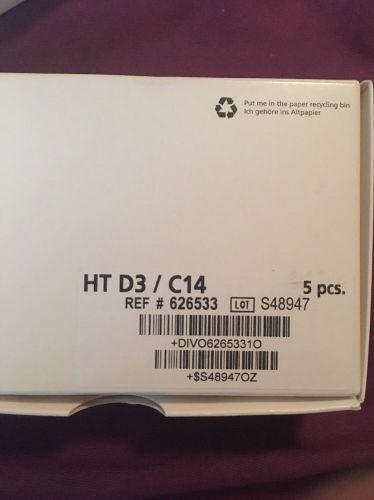 Put me in the paper recycling bin
Ich gehöre ins Altpapier
HT D3 / C14 5 pcs.
REF # 626533 LOT S48947
+DIVO6265331O
+$S48947OZ